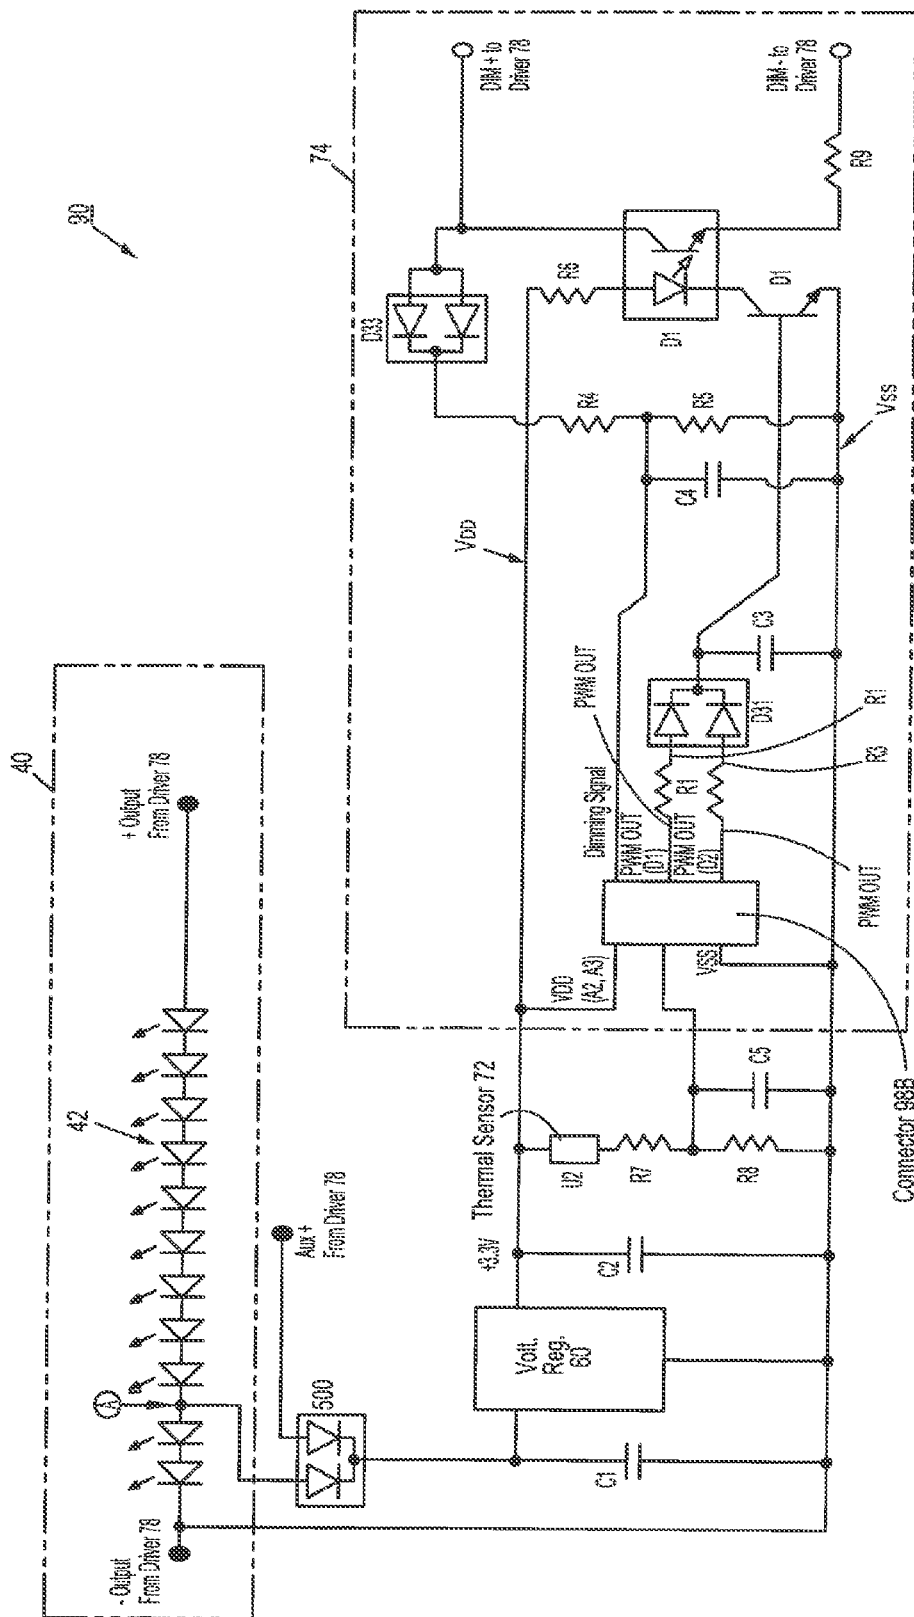 90
40
+ Output
From Driver 78
42
A
- Output
From Driver 78
Aux +
From Driver 78
500
74
D33
DIM + to
Driver 78
DIM - to
Driver 78
R9
R6
D1
D1
R4
R5
C4
VSS
VDD
C3
D31
PWM OUT
R1
R3
R1
Dimming Signal
PWM OUT
(D1)
PWM OUT
(D2)
PWM OUT
VDD
(A2, A3)
VSS
Connector 98B
Thermal Sensor 72
U2
R7
R8
C5
+3.3V
C2
Volt.
Reg.
60
C1